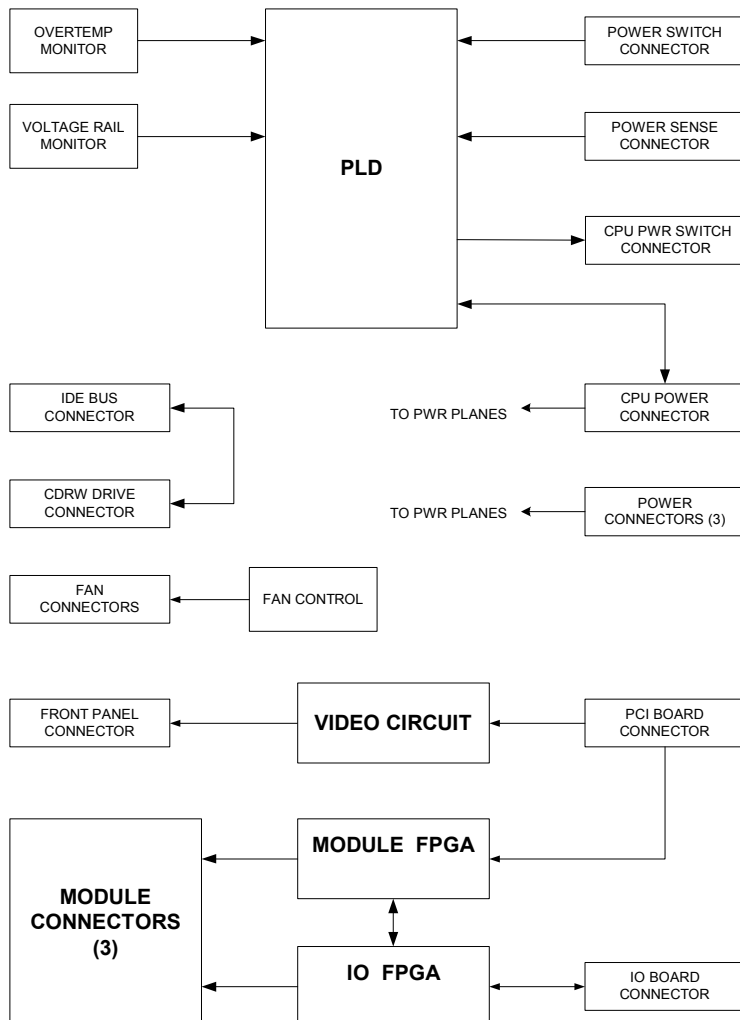 OVERTEMP
MONITOR
POWER SWITCH
CONNECTOR
VOLTAGE RAIL
MONITOR
POWER SENSE
CONNECTOR
PLD
CPU PWR SWITCH
CONNECTOR
IDE BUS
CONNECTOR
TO PWR PLANES
CPU POWER
CONNECTOR
CDRW DRIVE
CONNECTOR
TO PWR PLANES
POWER
CONNECTORS (3)
FAN
CONNECTORS
FAN CONTROL
FRONT PANEL
CONNECTOR
VIDEO CIRCUIT
PCI BOARD
CONNECTOR
MODULE FPGA
MODULE
CONNECTORS
(3)
IO FPGA
IO BOARD
CONNECTOR